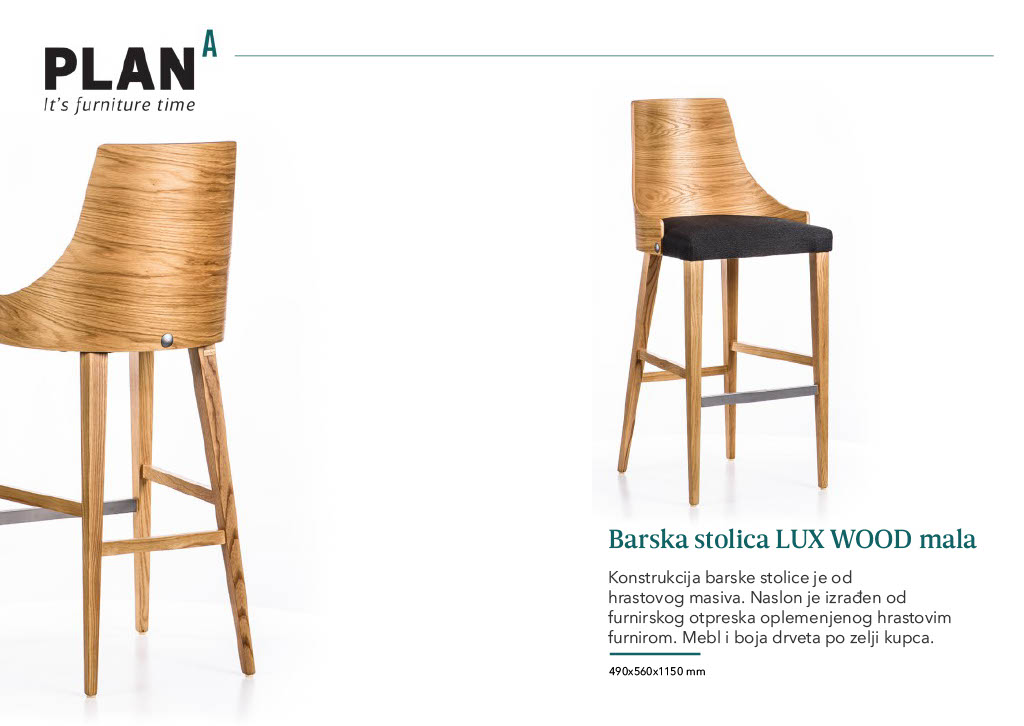 PLAN A
It's furniture time
Barska stolica LUX WOOD mala
Konstrukcija barske stolice je od
hrastovog masiva. Naslon je izrađen od
furnirskog otpreska oplemenjenog hrastovim
furnirom. Mebl i boja drveta po zelji kupca.
490x560x1150 mm